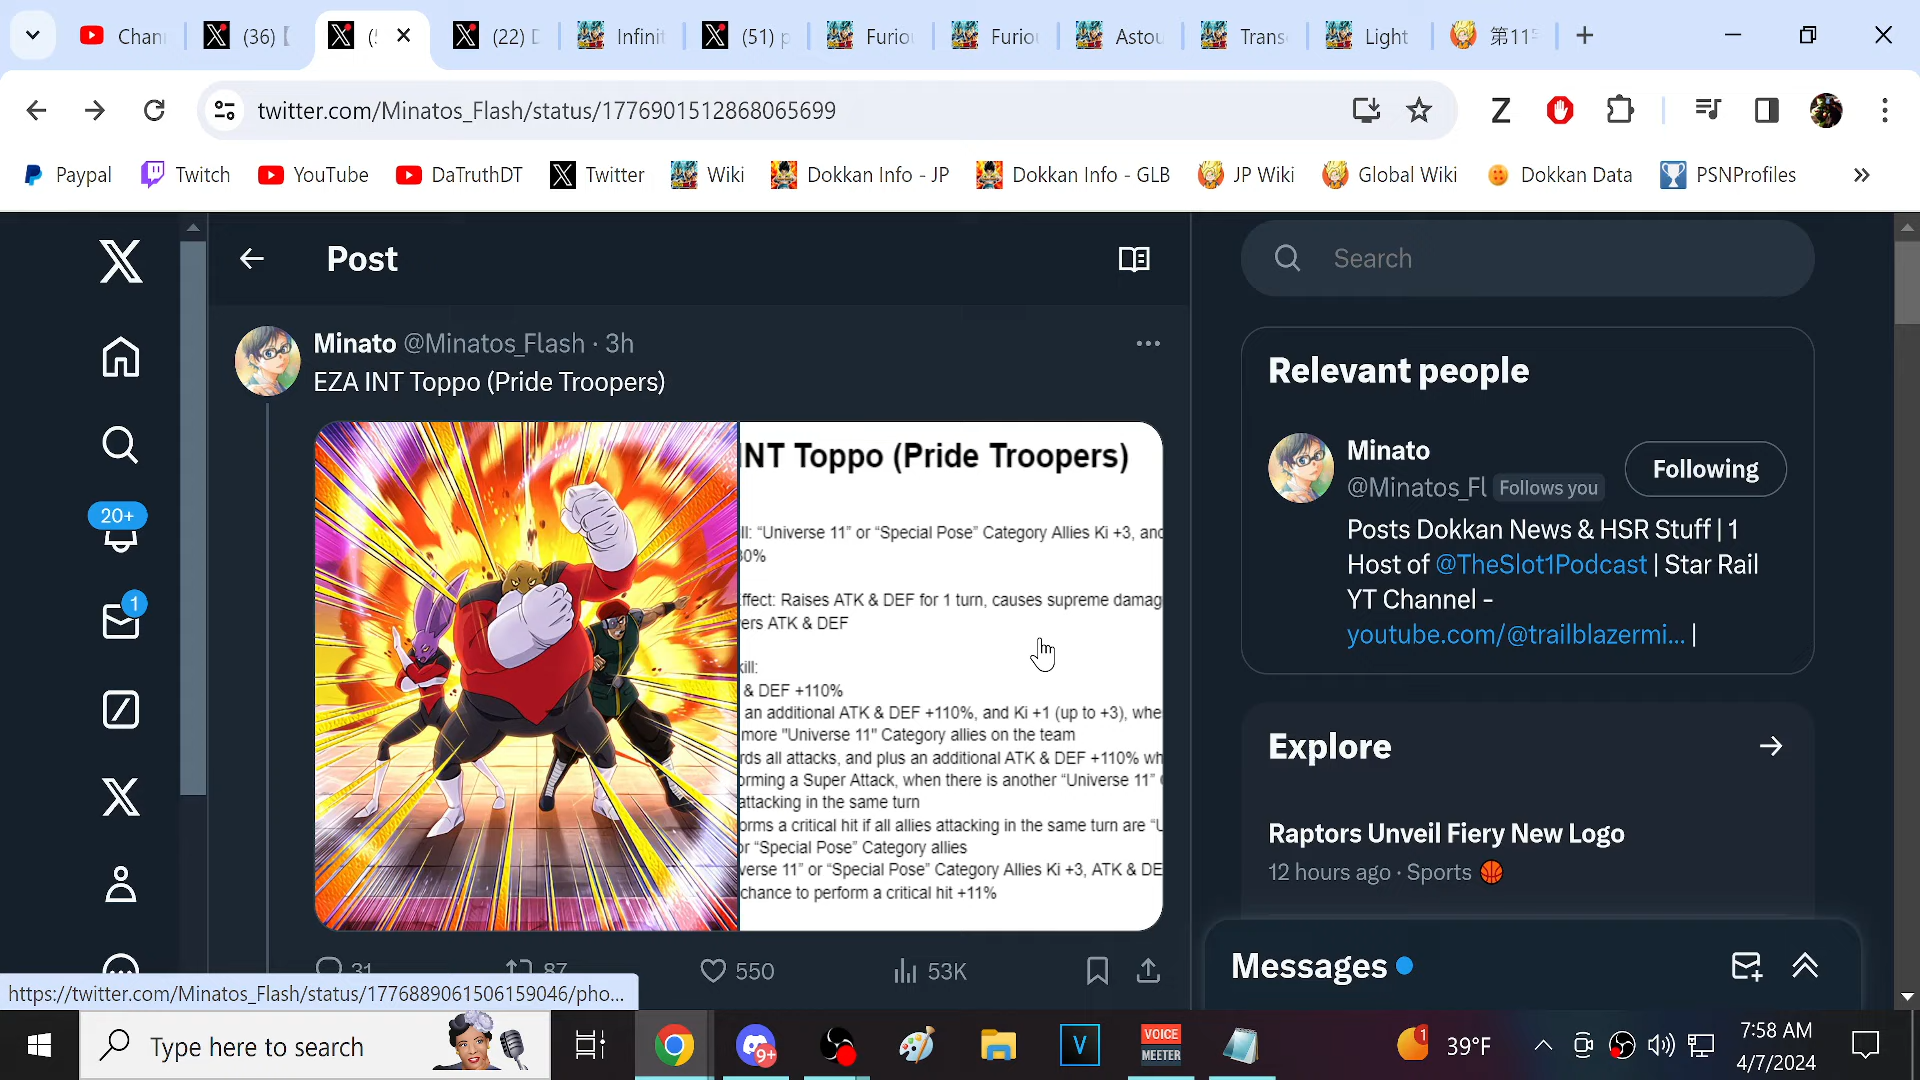 Chan
(36)
(22) D
Infinit
(51) p
Furio
Furio
Astou
Trans
Light
第11
twitter.com/Minatos_Flash/status/1776901512868065699
Paypal
Twitch
YouTube
DaTruthDT
Twitter
Wiki
Dokkan Info - JP
Dokkan Info - GLB
JP Wiki
Global Wiki
Dokkan Data
PSNProfiles
Post
Search
Minato @Minatos_Flash · 3h
EZA INT Toppo (Pride Troopers)
INT Toppo (Pride Troopers)
ll: “Universe 11” or “Special Pose” Category Allies Ki +3, and
30%
ffect: Raises ATK & DEF for 1 turn, causes supreme damag
ers ATK & DEF
kill:
& DEF +110%
an additional ATK & DEF +110%, and Ki +1 (up to +3), whe
more "Universe 11" Category allies on the team
rds all attacks, and plus an additional ATK & DEF +110% wh
orming a Super Attack, when there is another “Universe 11”
attacking in the same turn
orms a critical hit if all allies attacking in the same turn are “U
or “Special Pose” Category allies
verse 11” or “Special Pose” Category Allies Ki +3, ATK & DE
chance to perform a critical hit +11%
31
87
550
53K
20+
1
Relevant people
Minato
@Minatos_Fl Follows you
Following
Posts Dokkan News & HSR Stuff | 1
Host of @TheSlot1Podcast | Star Rail
YT Channel -
youtube.com/@trailblazermi... |
Explore
Raptors Unveil Fiery New Logo
12 hours ago · Sports
Messages
https://twitter.com/Minatos_Flash/status/1776889061506159046/pho...
Type here to search
9+
V
VOICE
MEETER
1
39°F
7:58 AM
4/7/2024